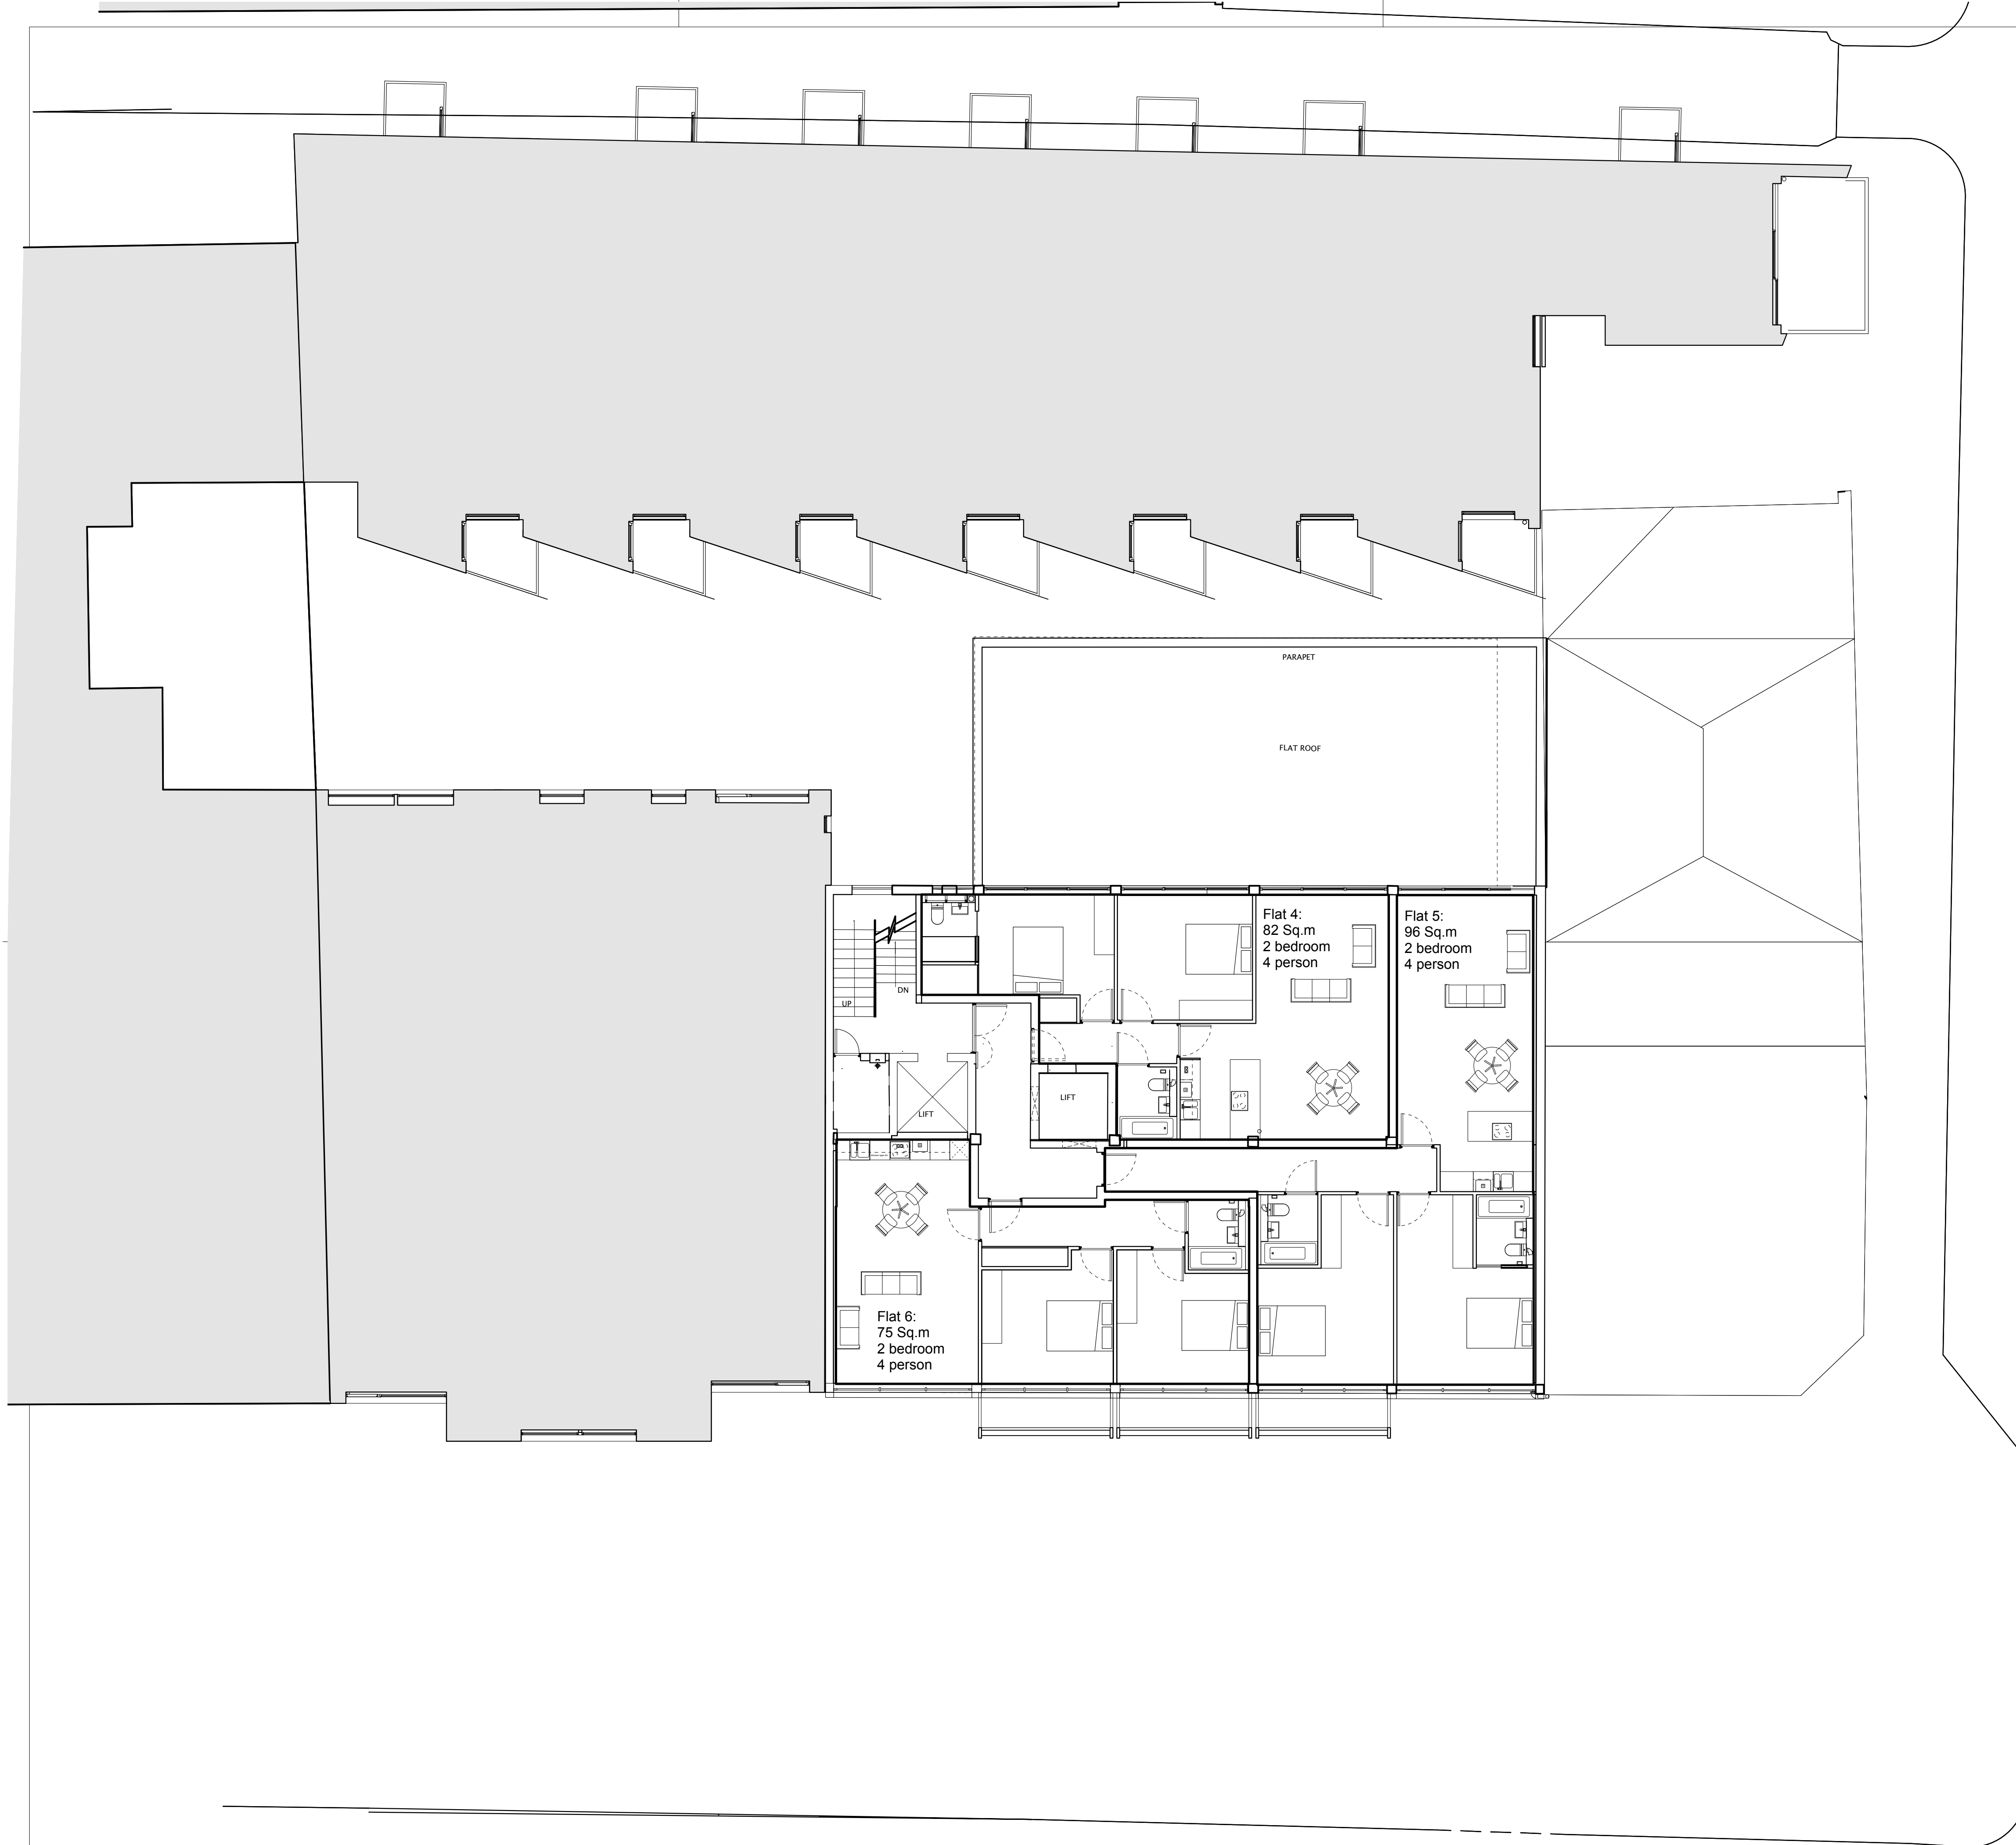 PARAPET
FLAT ROOF
Flat 4:
82 Sq.m
2 bedroom
4 person
Flat 5:
96 Sq.m
2 bedroom
4 person
UP
DN
LIFT
LIFT
Flat 6:
75 Sq.m
2 bedroom
4 person